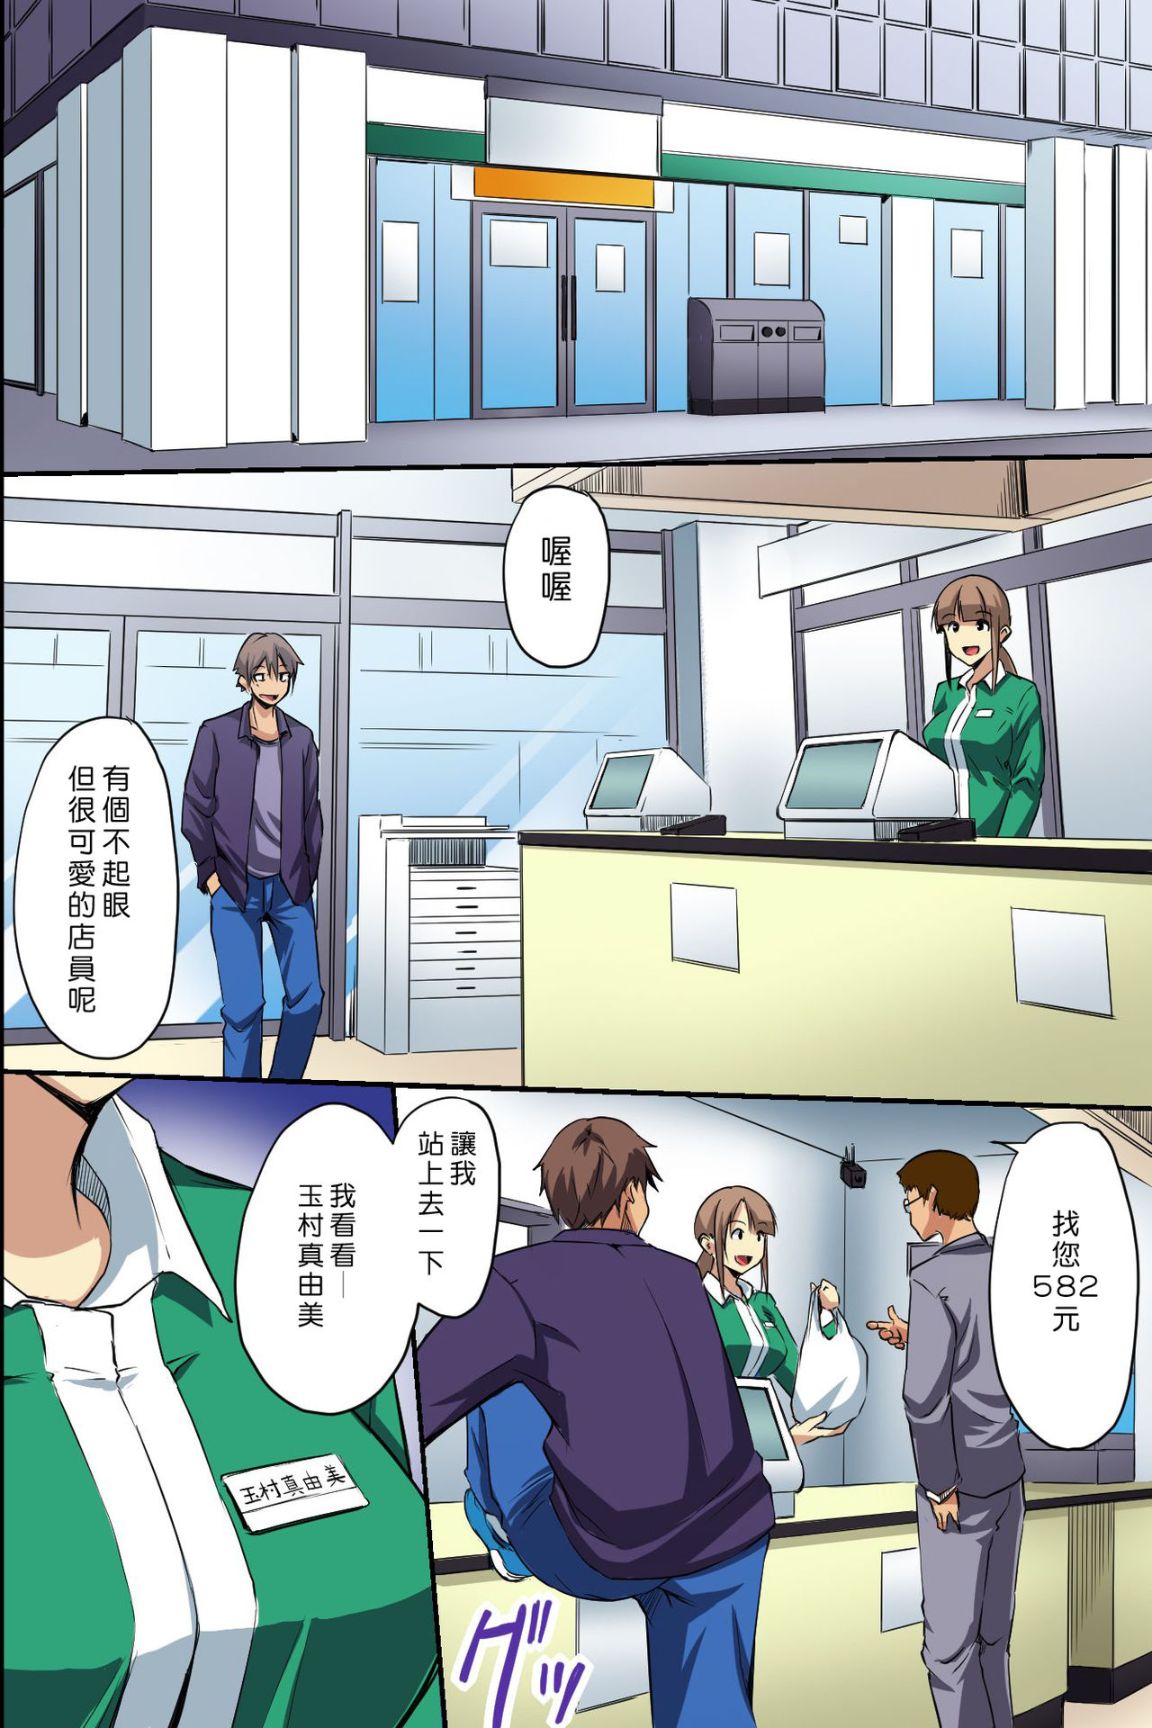 喔喔
有個不起眼
但很可愛的店員呢
找您
582
元
讓我
站上去一下
我看看─
玉村真由美
玉村真由美
グッ